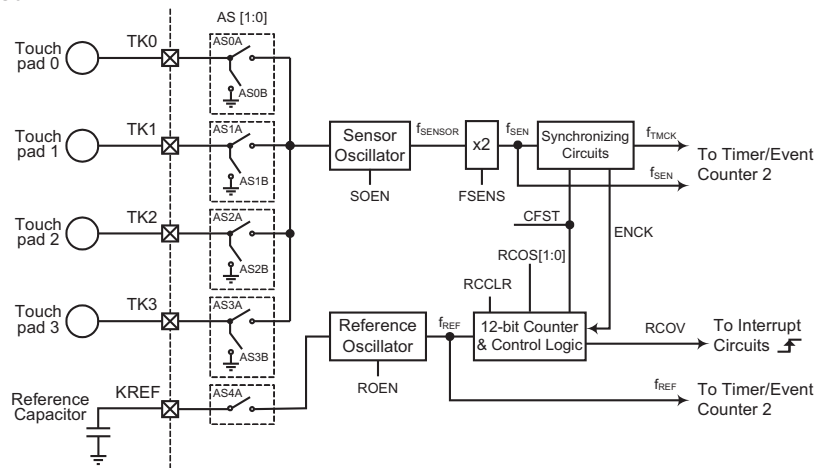 AS [1:0]
Touch
pad 0
TK0
AS0A
AS0B
Touch
pad 1
TK1
AS1A
AS1B
Sensor
Oscillator
SOEN
fSENSOR
x2
FSENS
fSEN
Synchronizing
Circuits
fTMCK
fSEN
To Timer/Event
Counter 2
CFST
ENCK
Touch
pad 2
TK2
AS2A
AS2B
RCOS[1:0]
RCCLR
Touch
pad 3
TK3
AS3A
AS3B
Reference
Oscillator
ROEN
fREF
12-bit Counter
& Control Logic
RCOV
To Interrupt
Circuits
Reference
Capacitor
KREF
AS4A
fREF
To Timer/Event
Counter 2